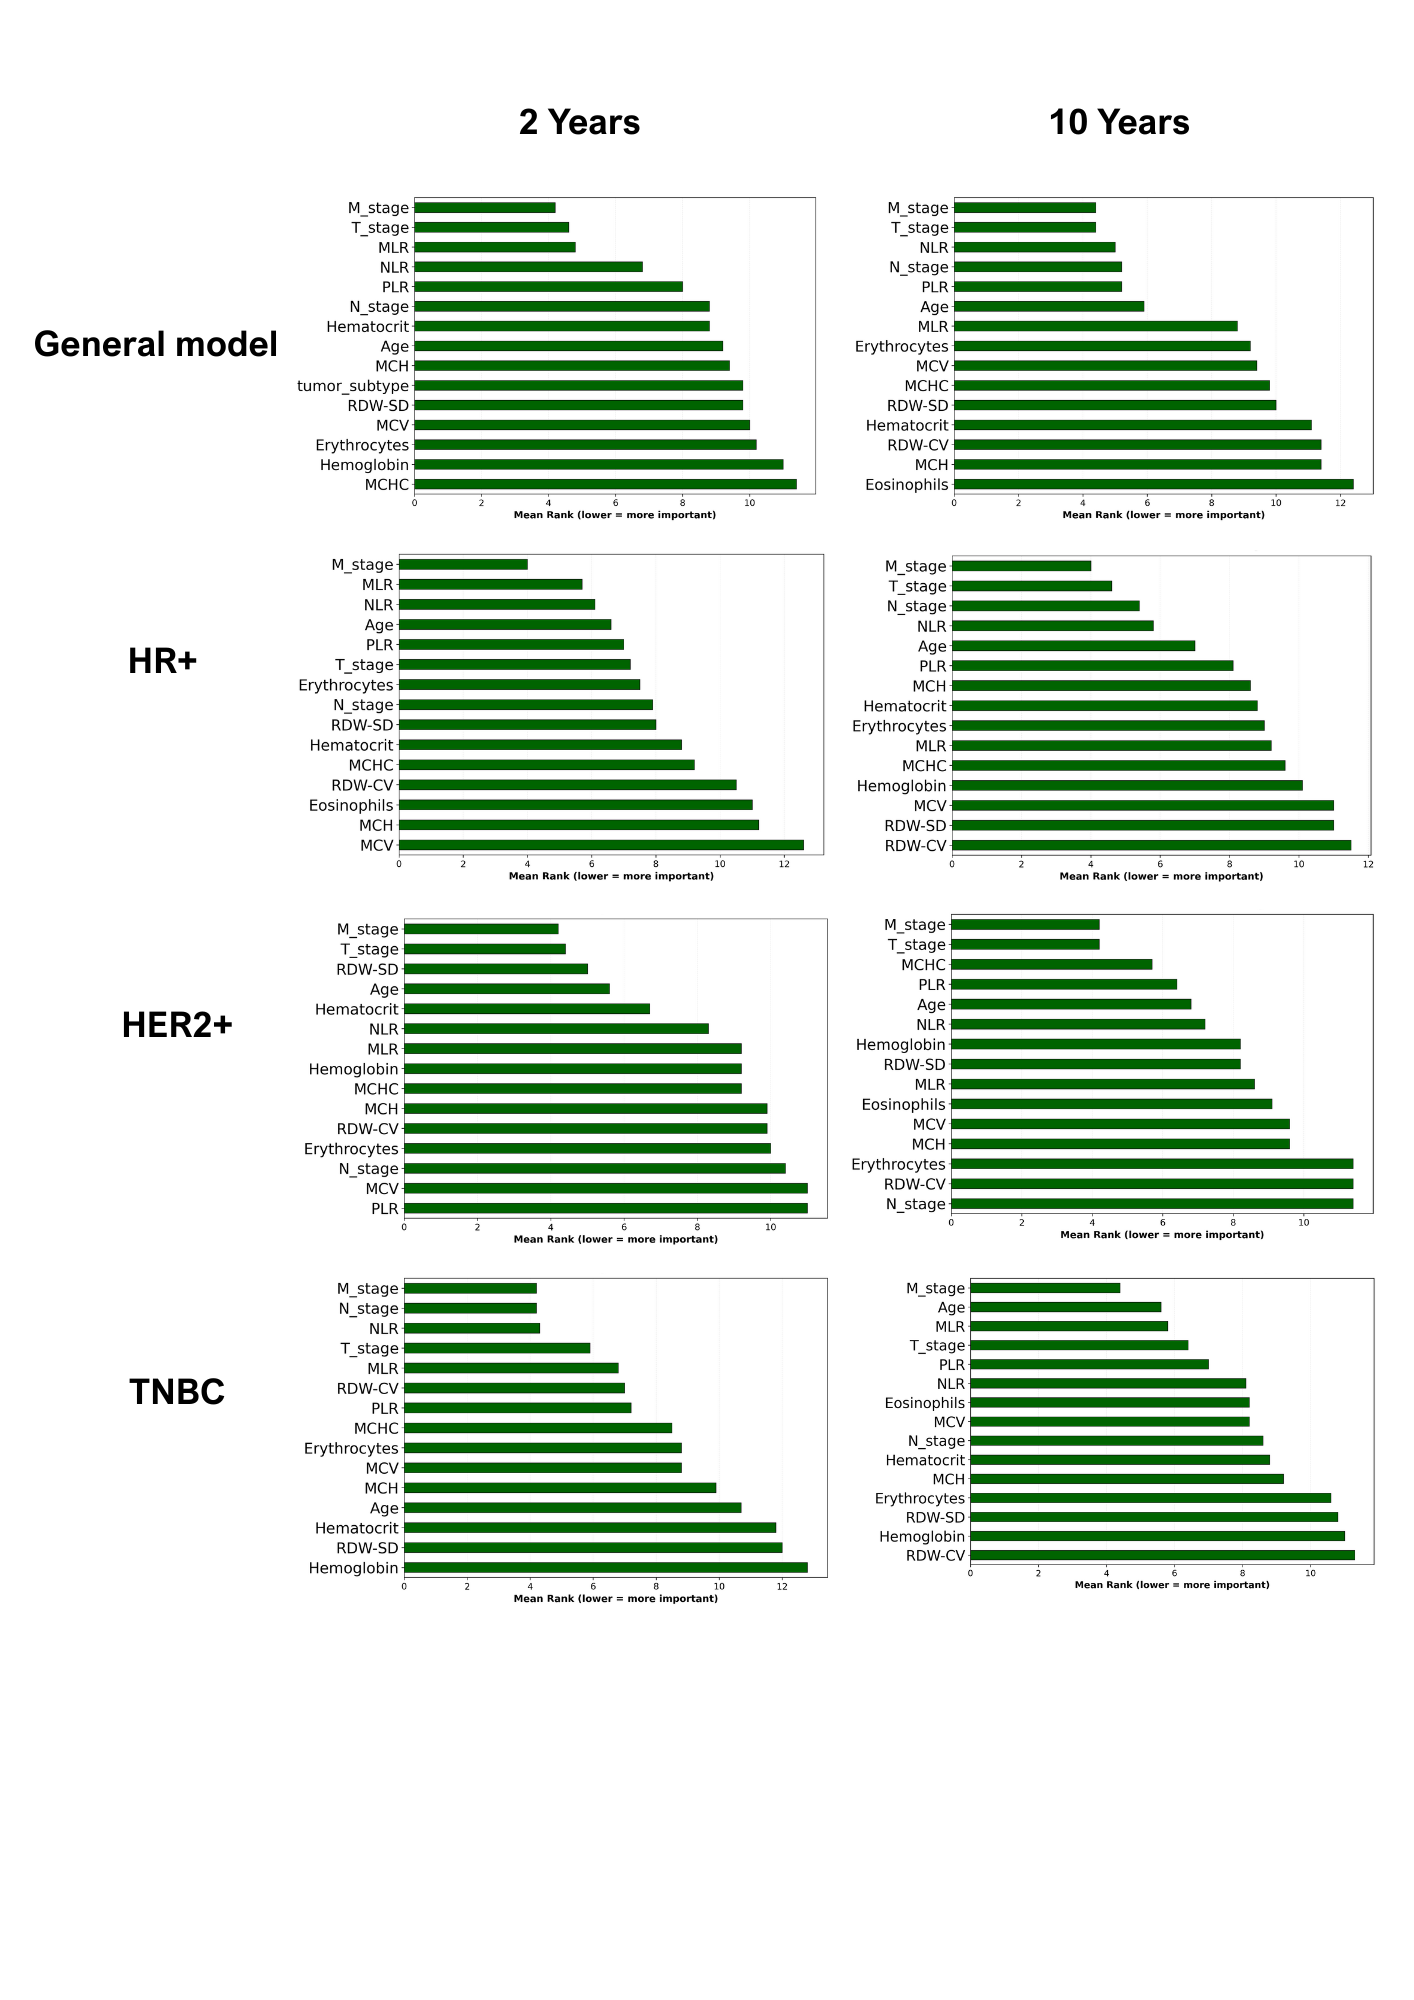 2 Years
10 Years
General model
M_stage
T_stage
MLR
NLR
PLR
N_stage
Hematocrit
Age
MCH
tumor_subtype
RDW-SD
MCV
Erythrocytes
Hemoglobin
MCHC
0 2 4 6 8 10
Mean Rank (lower = more important)
M_stage
T_stage
NLR
N_stage
PLR
Age
MLR
Erythrocytes
MCV
MCHC
RDW-SD
Hematocrit
RDW-CV
MCH
Eosinophils
0 2 4 6 8 10 12
Mean Rank (lower = more important)
HR+
M_stage
MLR
NLR
Age
PLR
T_stage
Erythrocytes
N_stage
RDW-SD
Hematocrit
MCHC
RDW-CV
Eosinophils
MCH
MCV
0 2 4 6 8 10 12
Mean Rank (lower = more important)
M_stage
T_stage
N_stage
NLR
Age
PLR
MCH
Hematocrit
Erythrocytes
MLR
MCHC
Hemoglobin
MCV
RDW-SD
RDW-CV
0 2 4 6 8 10 12
Mean Rank (lower = more important)
HER2+
M_stage
T_stage
RDW-SD
Age
Hematocrit
NLR
MLR
Hemoglobin
MCHC
MCH
RDW-CV
Erythrocytes
N_stage
MCV
PLR
0 2 4 6 8 10
Mean Rank (lower = more important)
M_stage
T_stage
MCHC
PLR
Age
NLR
Hemoglobin
RDW-SD
MLR
Eosinophils
MCV
MCH
Erythrocytes
RDW-CV
N_stage
0 2 4 6 8 10
Mean Rank (lower = more important)
TNBC
M_stage
N_stage
NLR
T_stage
MLR
RDW-CV
PLR
MCHC
Erythrocytes
MCV
MCH
Age
Hematocrit
RDW-SD
Hemoglobin
0 2 4 6 8 10 12
Mean Rank (lower = more important)
M_stage
Age
MLR
T_stage
PLR
NLR
Eosinophils
MCV
N_stage
Hematocrit
MCH
Erythrocytes
RDW-SD
Hemoglobin
RDW-CV
0 2 4 6 8 10
Mean Rank (lower = more important)